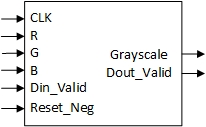 CLK
R
G
B
Din_Valid
Reset_Neg
Grayscale
Dout_Valid